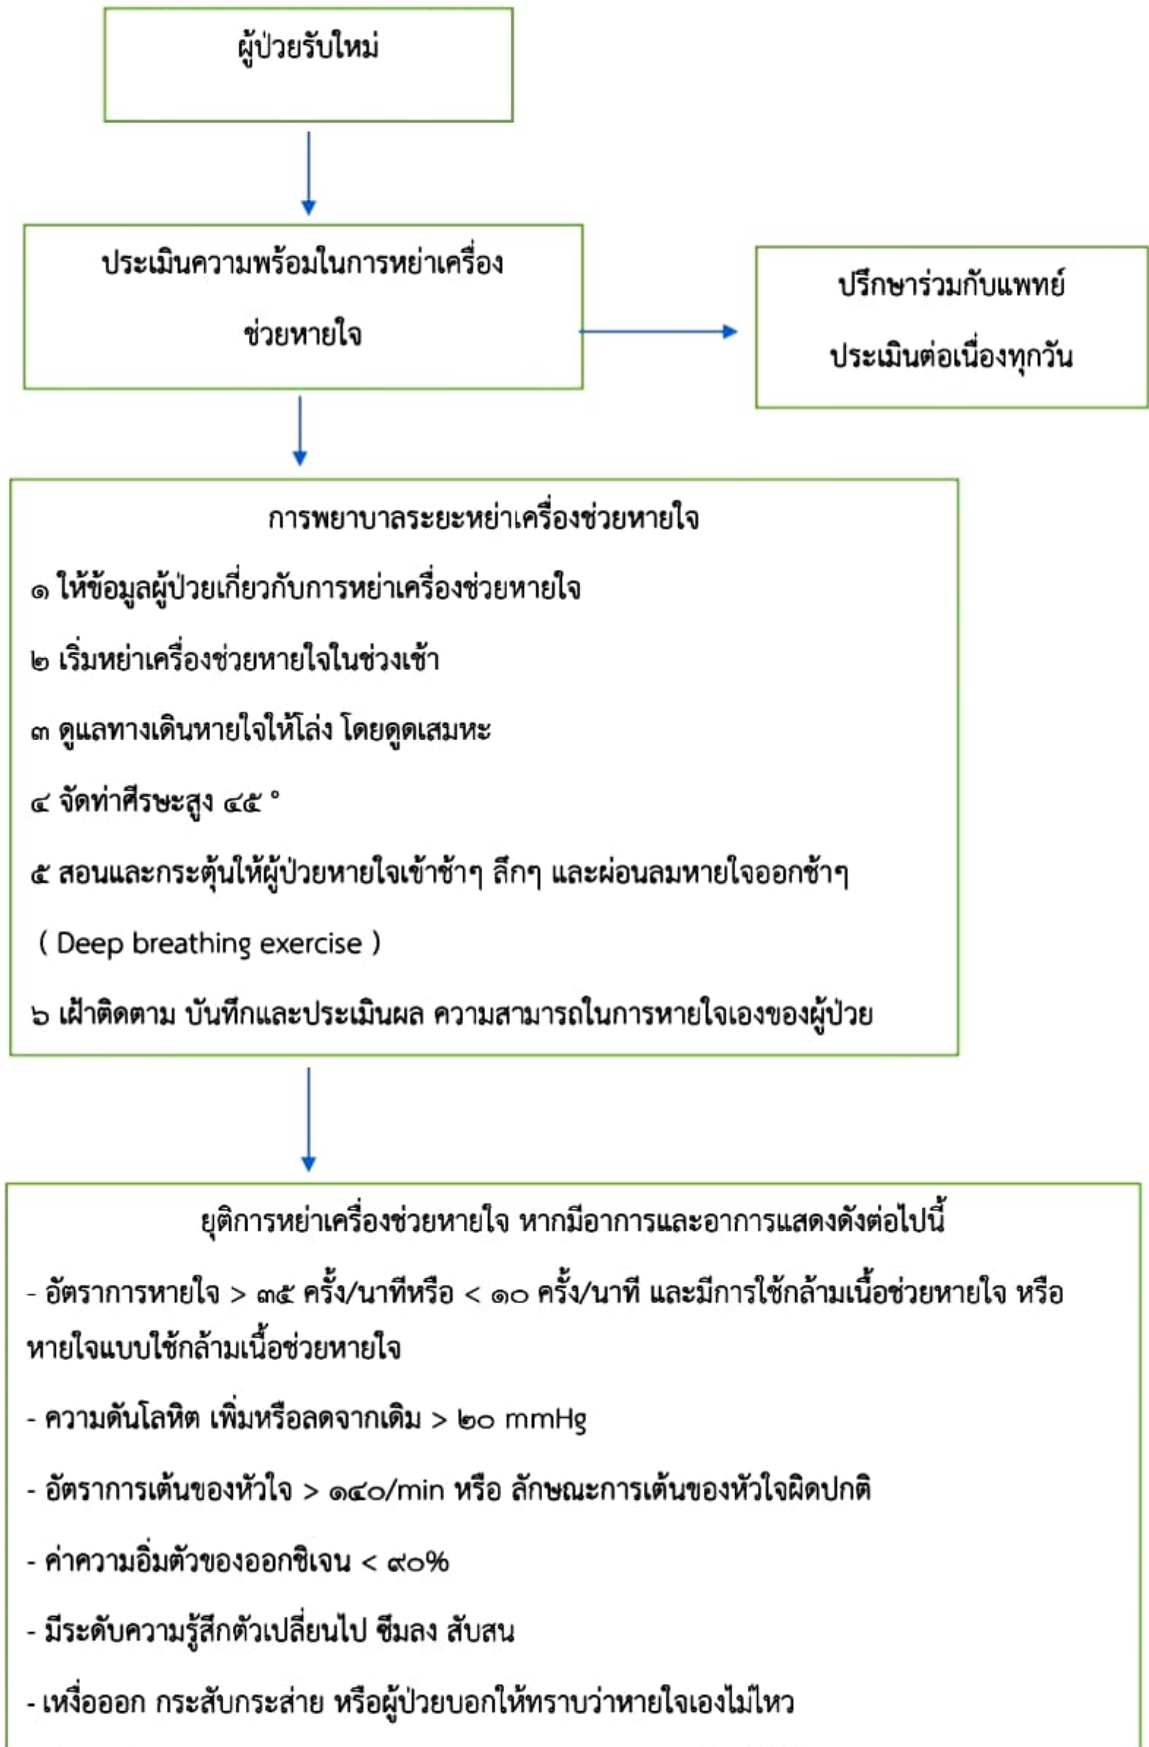 ผู้ป่วยรับใหม่
ประเมินความพร้อมในการหย่าเครื่อง
ช่วยหายใจ
ปรึกษาร่วมกับแพทย์
ประเมินต่อเนื่องทุกวัน
การพยาบาลระยะหย่าเครื่องช่วยหายใจ
๑ ให้ข้อมูลผู้ป่วยเกี่ยวกับการหย่าเครื่องช่วยหายใจ
๒ เริ่มหย่าเครื่องช่วยหายใจในช่วงเช้า
๓ ดูแลทางเดินหายใจให้โล่ง โดยดูดเสมหะ
๔ จัดท่าศีรษะสูง ๔๕ °
๕ สอนและกระตุ้นให้ผู้ป่วยหายใจเข้าช้าๆ ลึกๆ และผ่อนลมหายใจออกช้าๆ
( Deep breathing exercise )
๖ เฝ้าติดตาม บันทึกและประเมินผล ความสามารถในการหายใจเองของผู้ป่วย
ยุติการหย่าเครื่องช่วยหายใจ หากมีอาการและอาการแสดงดังต่อไปนี้
- อัตราการหายใจ > ๓๕ ครั้ง/นาทีหรือ < ๑๐ ครั้ง/นาที และมีการใช้กล้ามเนื้อช่วยหายใจ หรือ
หายใจแบบใช้กล้ามเนื้อช่วยหายใจ
- ความดันโลหิต เพิ่มหรือลดจากเดิม > ๒๐ mmHg
- อัตราการเต้นของหัวใจ > ๑๔๐/min หรือ ลักษณะการเต้นของหัวใจผิดปกติ
- ค่าความอิ่มตัวของออกซิเจน < ๙๐%
- มีระดับความรู้สึกตัวเปลี่ยนไป ซึมลง สับสน
- เหงื่อออก กระสับกระส่าย หรือผู้ป่วยบอกให้ทราบว่าหายใจเองไม่ไหว